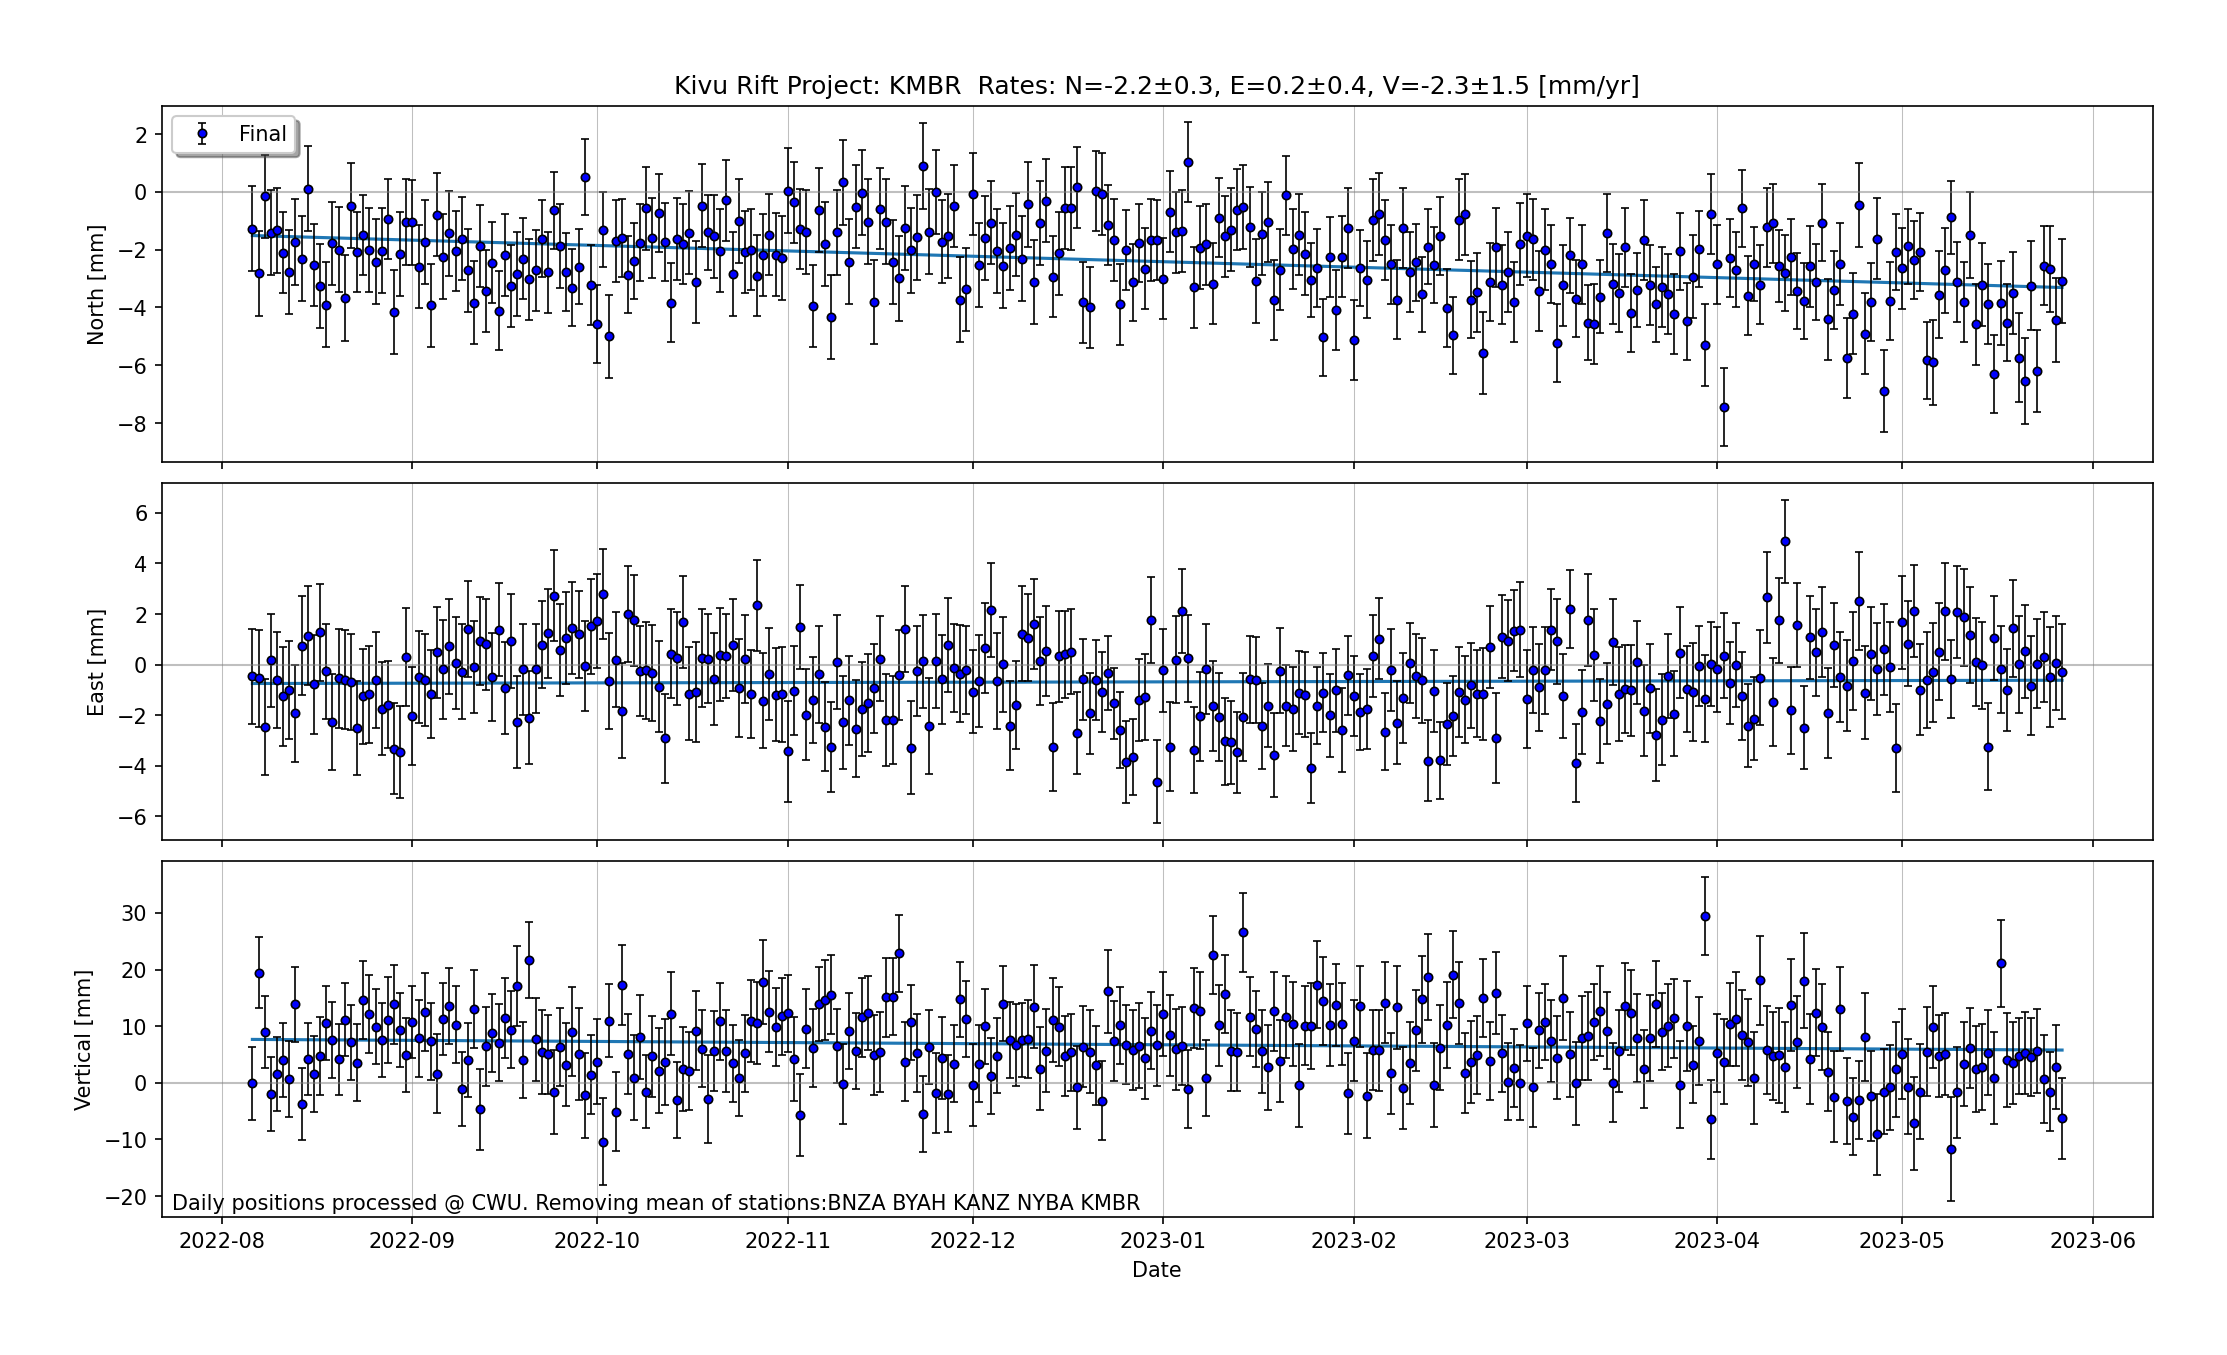 Kivu Rift Project: KMBR  Rates: N=-2.2±0.3, E=0.2±0.4, V=-2.3±1.5 [mm/yr]
Final
North [mm]
2
0
−2
−4
−6
−8
East [mm]
6
4
2
0
−2
−4
−6
Vertical [mm]
30
20
10
0
−10
−20
Daily positions processed @ CWU. Removing mean of stations:BNZA BYAH KANZ NYBA KMBR
2022-08 2022-09 2022-10 2022-11 2022-12 2023-01 2023-02 2023-03 2023-04 2023-05 2023-06
Date